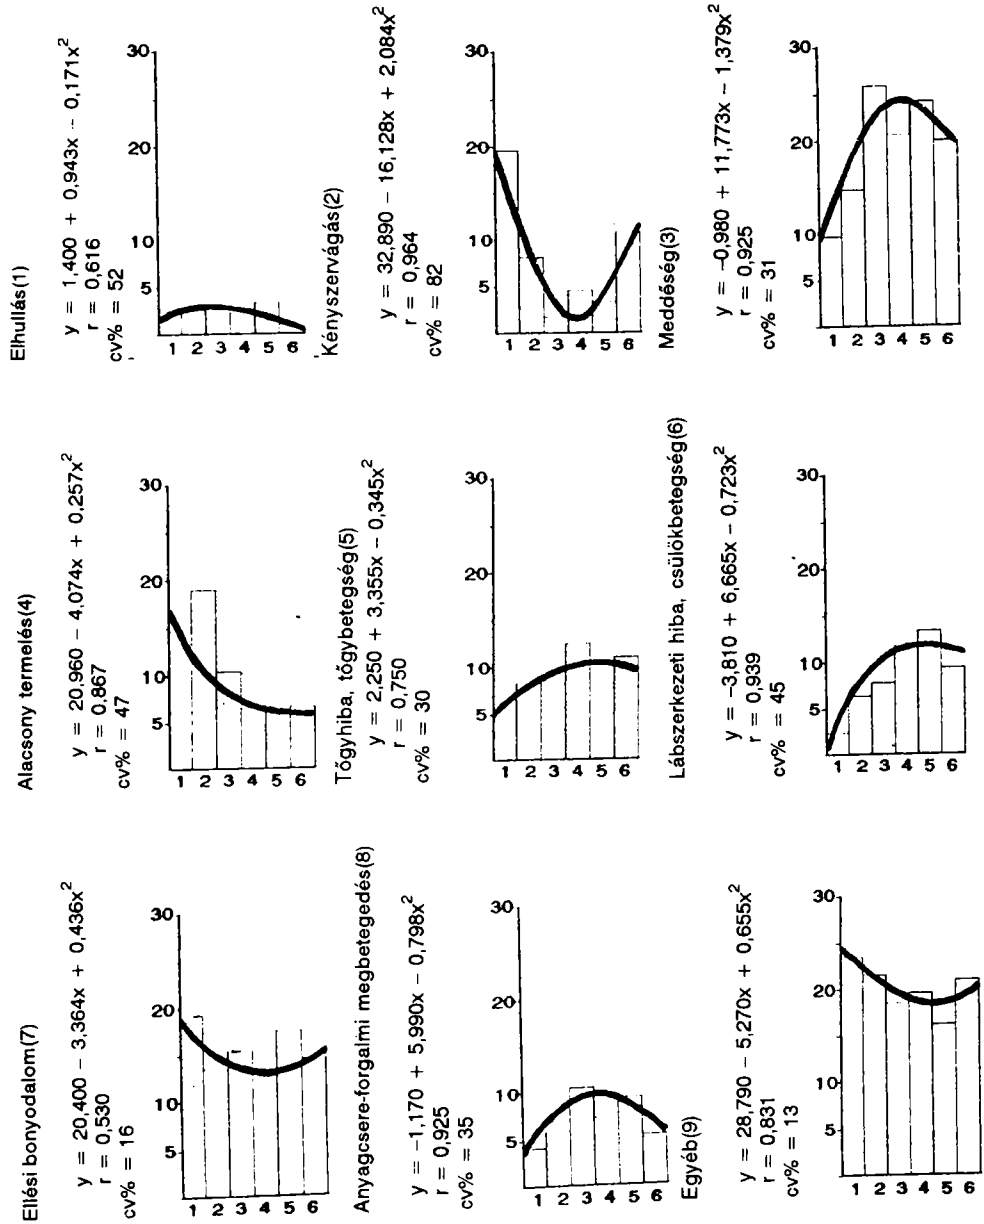 Elhullás(1)
y = 1,400 + 0,943x − 0,171x²
r = 0,616
cv% = 52
30
20
10
5
1 2 3 4 5 6
Kényszervágás(2)
y = 32,890 − 16,128x + 2,084x²
r = 0,964
cv% = 82
30
20
10
5
1 2 3 4 5 6
Meddőség(3)
y = −0,980 + 11,773x − 1,379x²
r = 0,925
cv% = 31
30
20
10
5
1 2 3 4 5 6
Alacsony termelés(4)
y = 20,960 − 4,074x + 0,257x²
r = 0,867
cv% = 47
30
20
10
5
1 2 3 4 5 6
Tőgyhiba, tőgybetegség(5)
y = 2,250 + 3,355x − 0,345x²
r = 0,750
cv% = 30
30
20
10
5
1 2 3 4 5 6
Lábszerkezeti hiba, csülökbetegség(6)
y = −3,810 + 6,665x − 0,723x²
r = 0,939
cv% = 45
30
20
10
5
1 2 3 4 5 6
Ellési bonyodalom(7)
y = 20,400 − 3,364x + 0,436x²
r = 0,530
cv% = 16
30
20
10
5
1 2 3 4 5 6
Anyagcsere-forgalmi megbetegedés(8)
y = −1,170 + 5,990x − 0,798x²
r = 0,925
cv% = 35
30
20
10
5
1 2 3 4 5 6
Egyéb(9)
y = 28,790 − 5,270x + 0,655x²
r = 0,831
cv% = 13
30
20
10
5
1 2 3 4 5 6